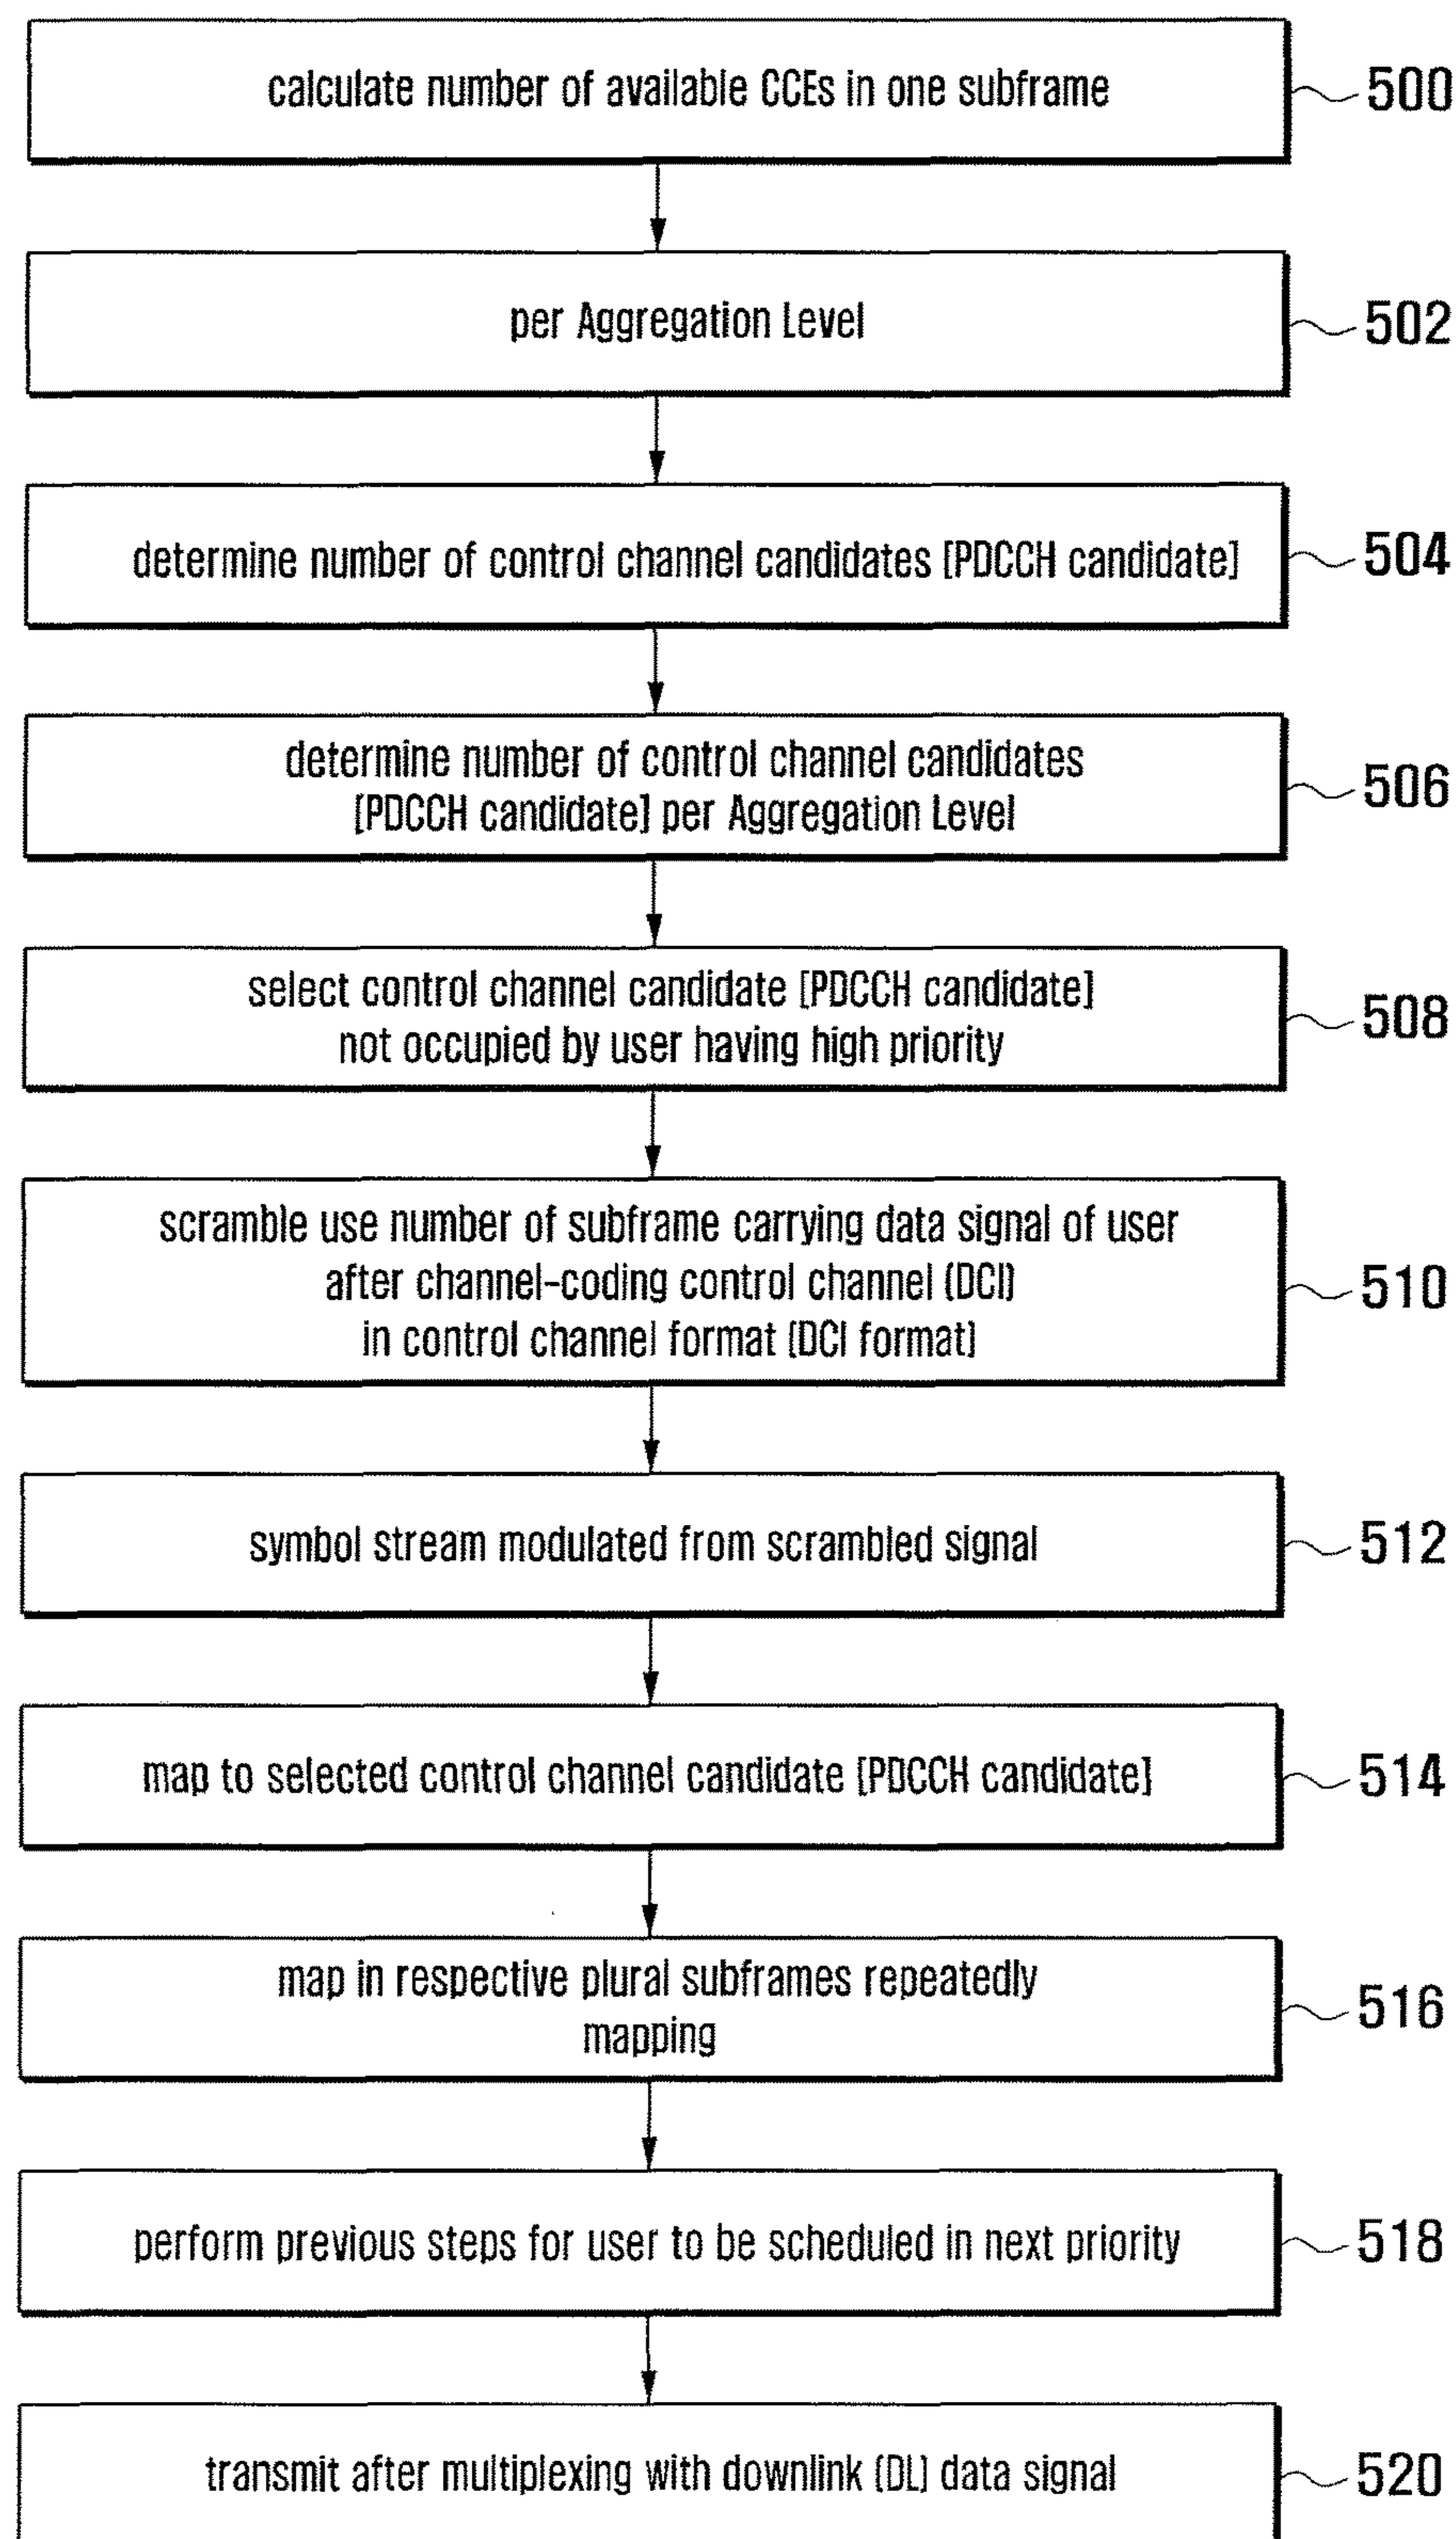 calculate number of available CCEs in one subframe
500
per Aggregation Level
502
determine number of control channel candidates [PDCCH candidate]
504
determine number of control channel candidates
[PDCCH candidate] per Aggregation Level
506
select control channel candidate [PDCCH candidate]
not occupied by user having high priority
508
scramble use number of subframe carrying data signal of user
after channel-coding control channel (DCI)
in control channel format [DCI format]
510
symbol stream modulated from scrambled signal
512
map to selected control channel candidate [PDCCH candidate]
514
map in respective plural subframes repeatedly
mapping
516
perform previous steps for user to be scheduled in next priority
518
transmit after multiplexing with downlink (DL) data signal
520